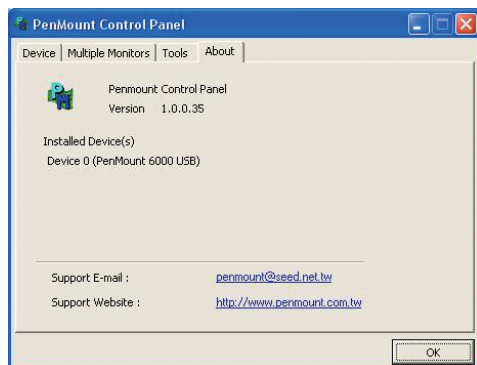 PenMount Control Panel
Device Multiple Monitors Tools About
Penmount Control Panel
Version 1.0.0.35
Installed Device(s)
Device 0 (PenMount 6000 USB)
Support E-mail : penmount@seed.net.tw
Support Website : http://www.penmount.com.tw
OK